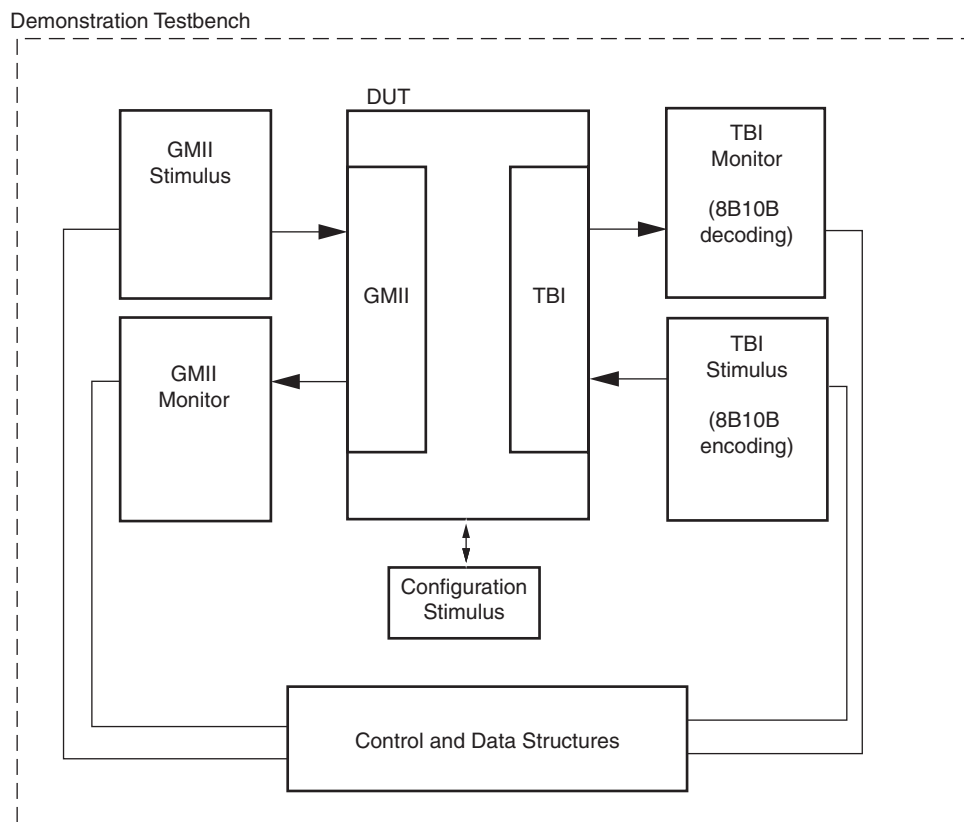 Demonstration Testbench
DUT
GMII
Stimulus
TBI
Monitor
(8B10B
decoding)
GMII
TBI
GMII
Monitor
TBI
Stimulus
(8B10B
encoding)
Configuration
Stimulus
Control and Data Structures